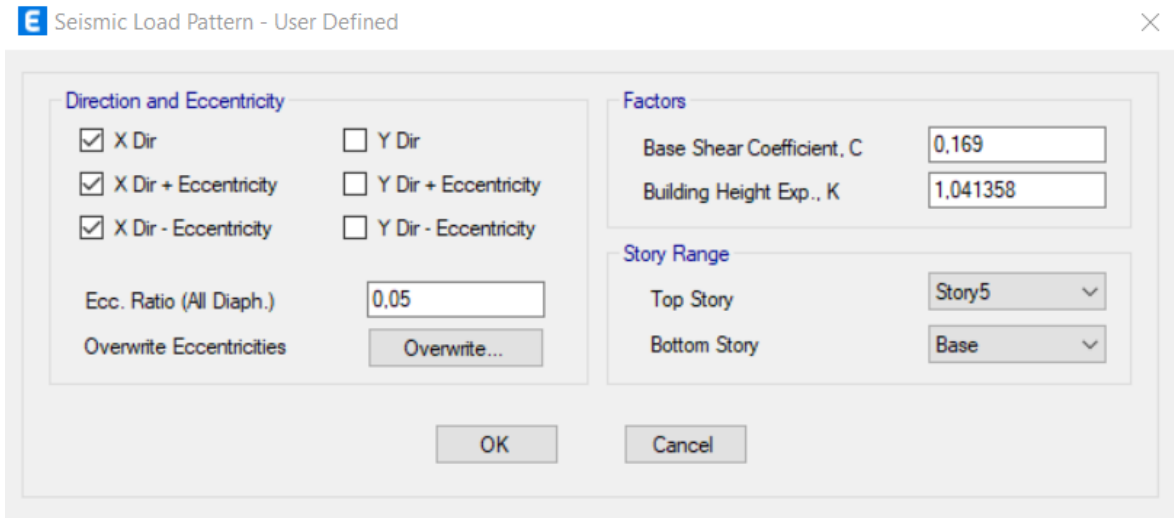 E Seismic Load Pattern - User Defined
Direction and Eccentricity
X Dir Y Dir
X Dir + Eccentricity Y Dir + Eccentricity
X Dir - Eccentricity Y Dir - Eccentricity
Ecc. Ratio (All Diaph.) 0,05
Overwrite Eccentricities Overwrite...
Factors
Base Shear Coefficient, C 0,169
Building Height Exp., K 1,041358
Story Range
Top Story Story5
Bottom Story Base
OK Cancel